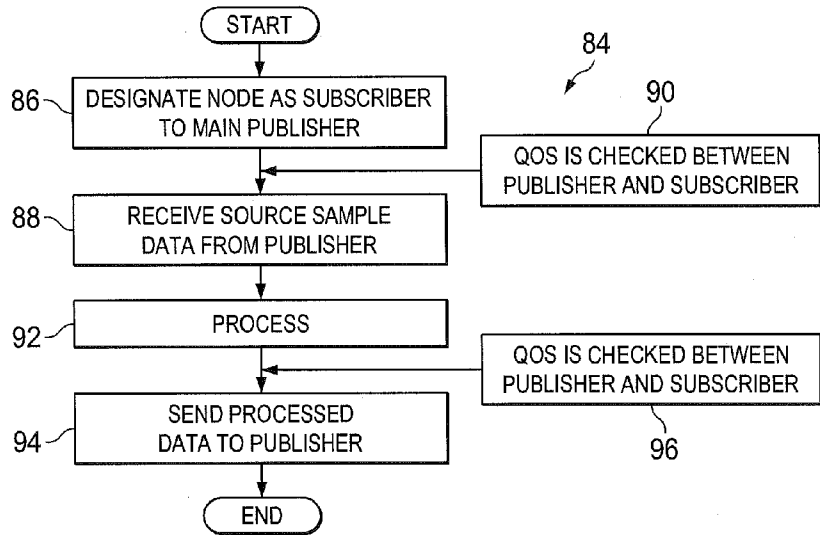 START
84
86
DESIGNATE NODE AS SUBSCRIBER
TO MAIN PUBLISHER
90
QOS IS CHECKED BETWEEN
PUBLISHER AND SUBSCRIBER
88
RECEIVE SOURCE SAMPLE
DATA FROM PUBLISHER
92
PROCESS
QOS IS CHECKED BETWEEN
PUBLISHER AND SUBSCRIBER
96
94
SEND PROCESSED
DATA TO PUBLISHER
END